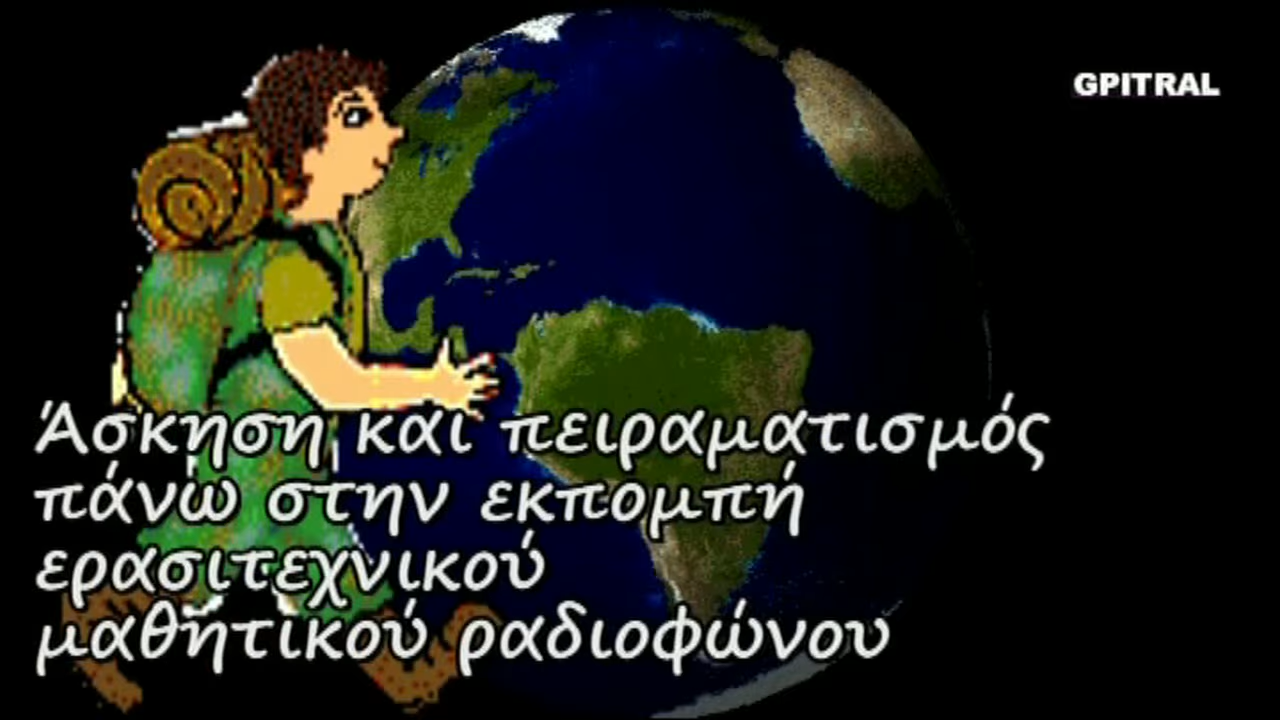 GPITRAL
Άσκηση και πειραματισμός
πάνω στην εκπομπή
ερασιτεχνικού
μαθητικού ραδιοφώνου